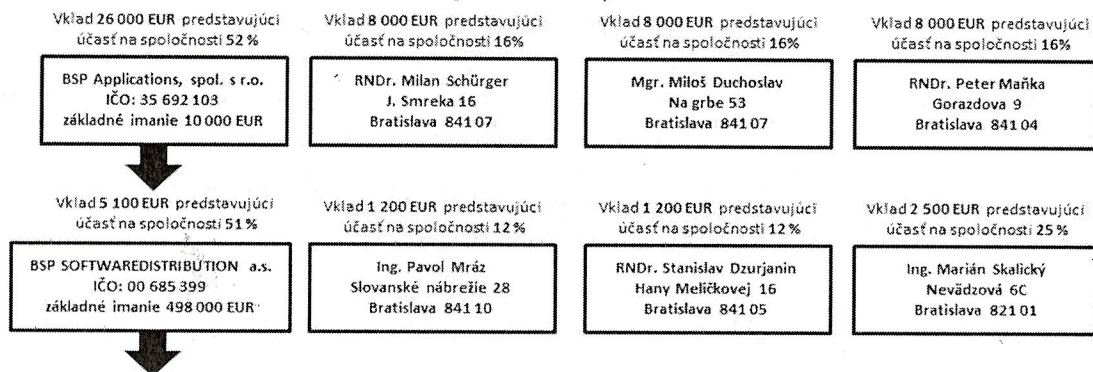 Vklad 26 000 EUR predstavujúci
účasť na spoločnosti 52 %
BSP Applications, spol. s r.o.
IČO: 35 692 103
základné imanie 10 000 EUR
Vklad 8 000 EUR predstavujúci
účasť na spoločnosti 16%
RNDr. Milan Schürger
J. Smreka 16
Bratislava 841 07
Vklad 8 000 EUR predstavujúci
účasť na spoločnosti 16%
Mgr. Miloš Duchoslav
Na grbe 53
Bratislava 841 07
Vklad 8 000 EUR predstavujúci
účasť na spoločnosti 16%
RNDr. Peter Maňka
Gorazdova 9
Bratislava 841 04
Vklad 5 100 EUR predstavujúci
účasť na spoločnosti 51 %
BSP SOFTWAREDISTRIBUTION a.s.
IČO: 00 685 399
základné imanie 498 000 EUR
Vklad 1 200 EUR predstavujúci
účasť na spoločnosti 12 %
Ing. Pavol Mráz
Slovanské nábrežie 28
Bratislava 841 10
Vklad 1 200 EUR predstavujúci
účasť na spoločnosti 12 %
RNDr. Stanislav Dzurjanin
Hany Meličkovej 16
Bratislava 841 05
Vklad 2 500 EUR predstavujúci
účasť na spoločnosti 25 %
Ing. Marián Skalický
Nevädzová 6C
Bratislava 821 01